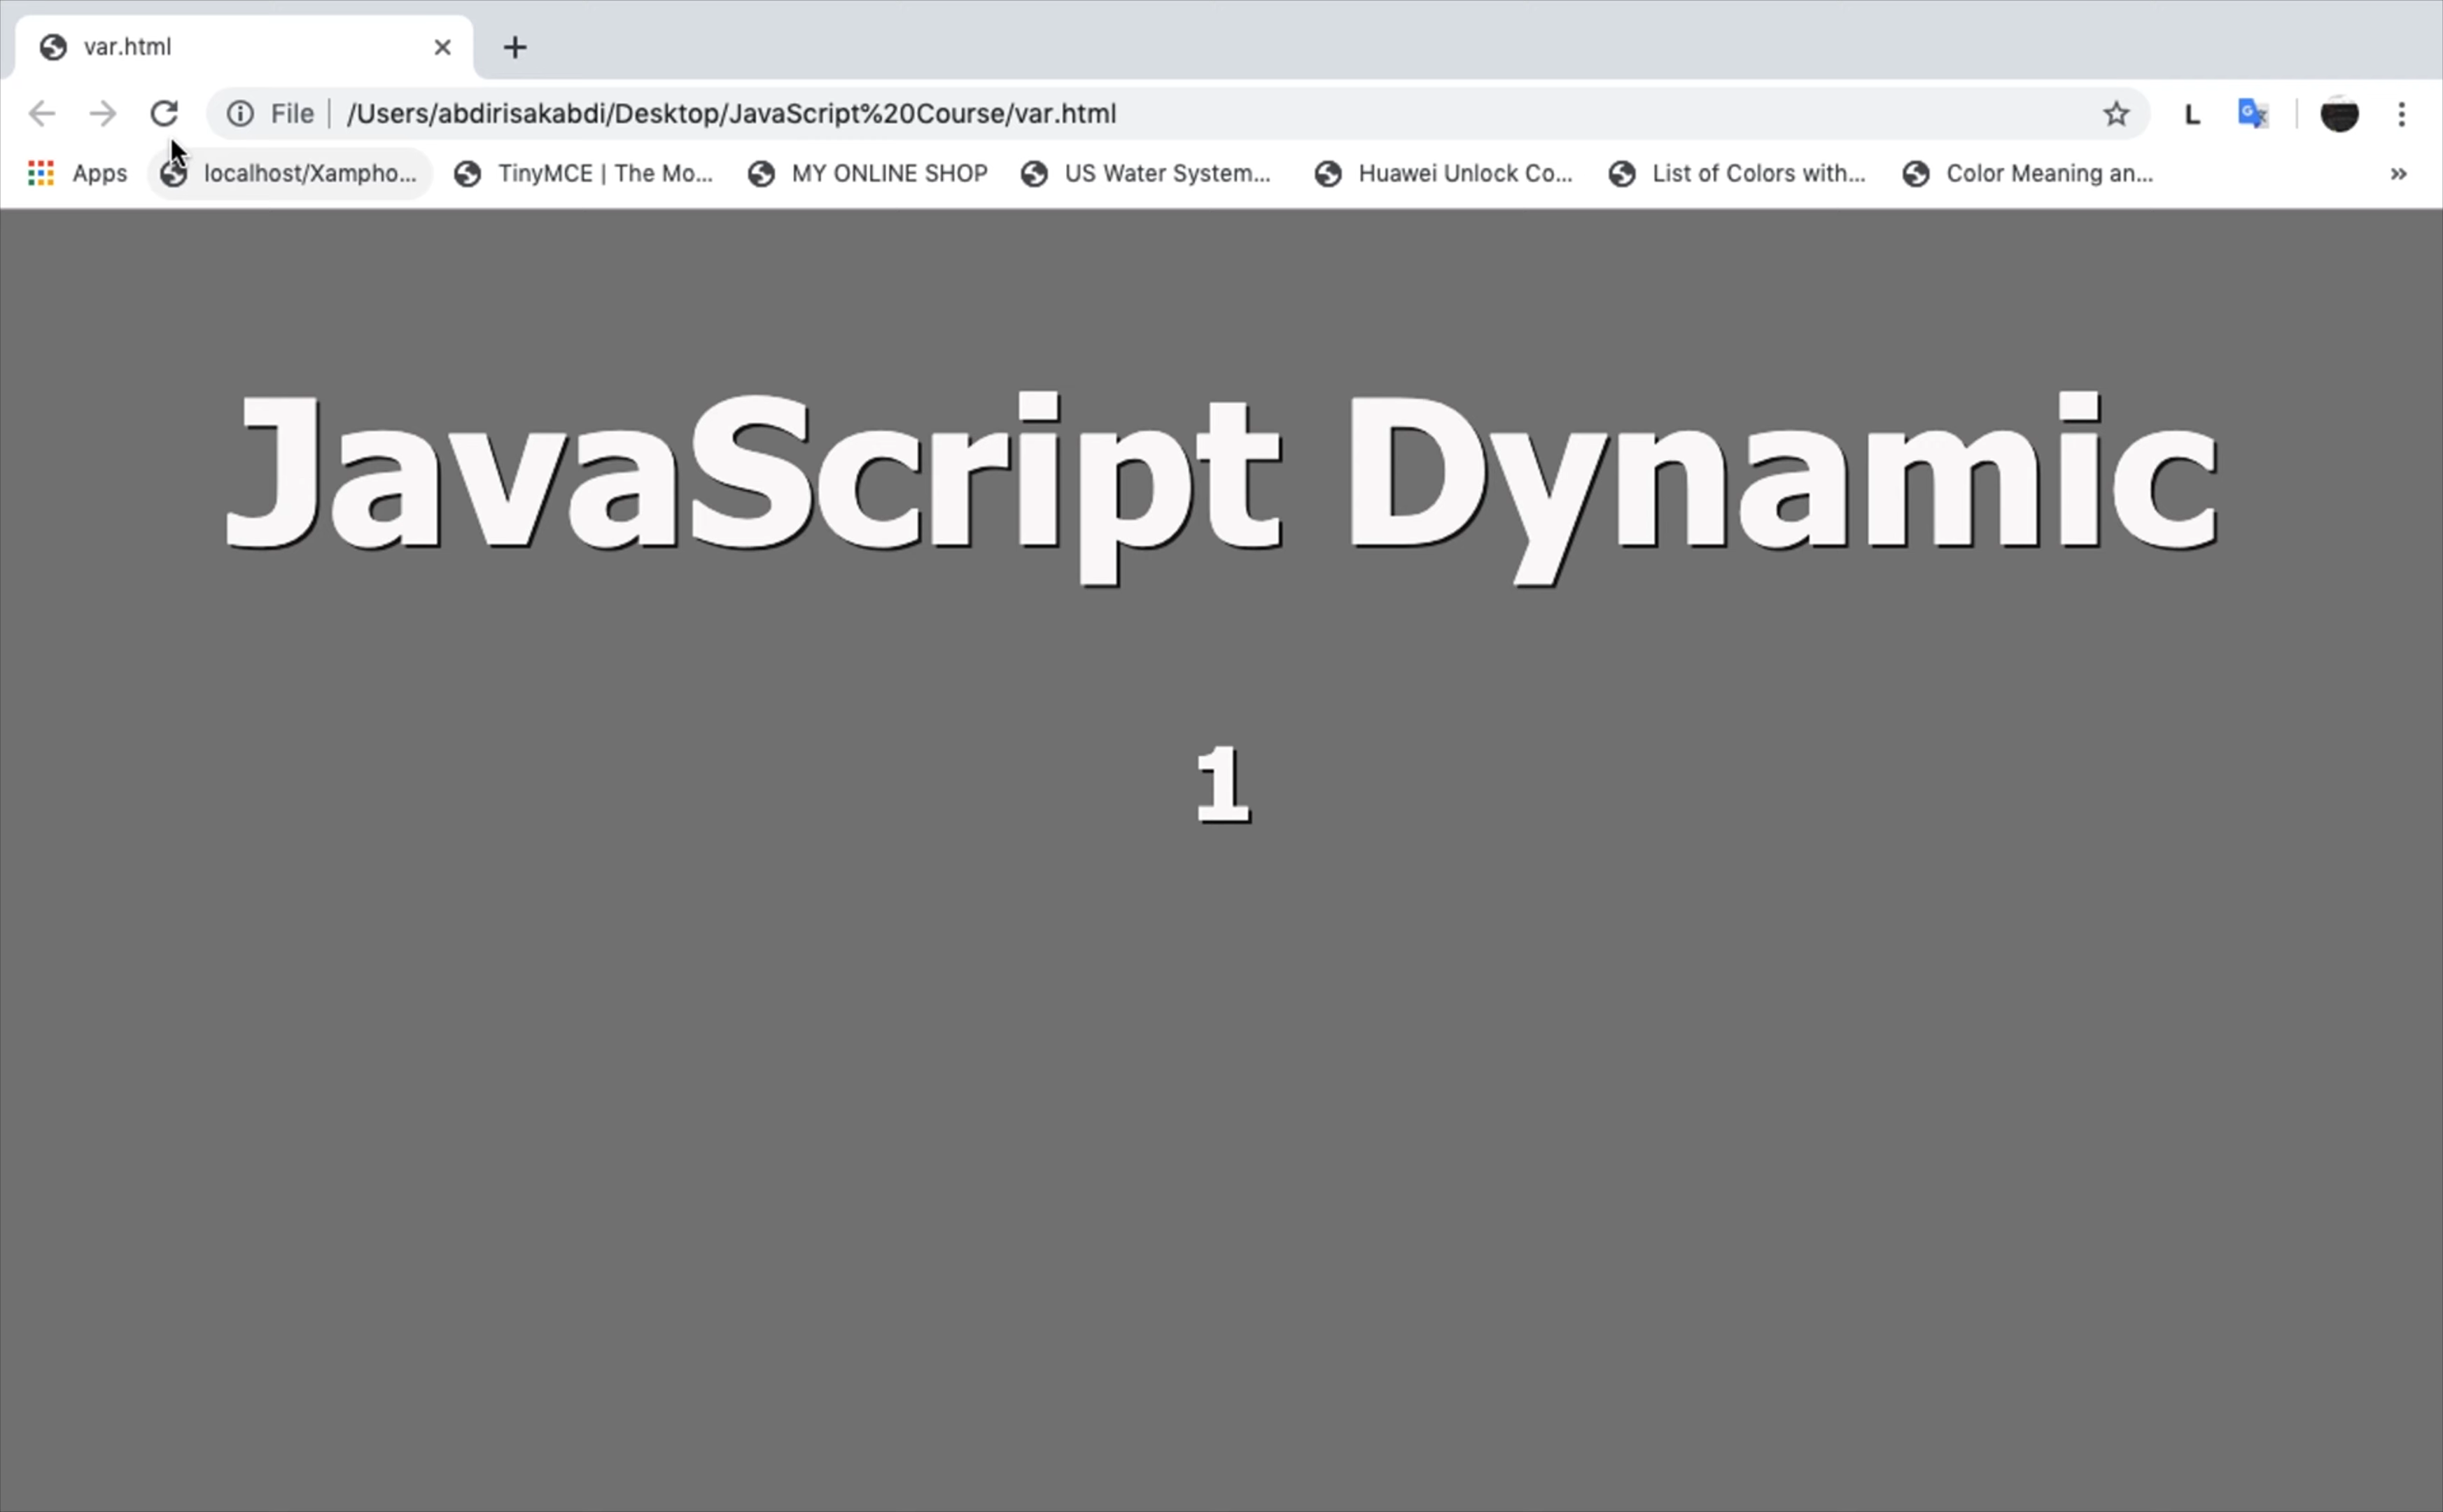 var.html
File | /Users/abdirisakabdi/Desktop/JavaScript%20Course/var.html L
Apps localhost/Xampho... TinyMCE | The Mo... MY ONLINE SHOP US Water System... Huawei Unlock Co... List of Colors with... Color Meaning an... »
JavaScript Dynamic
1